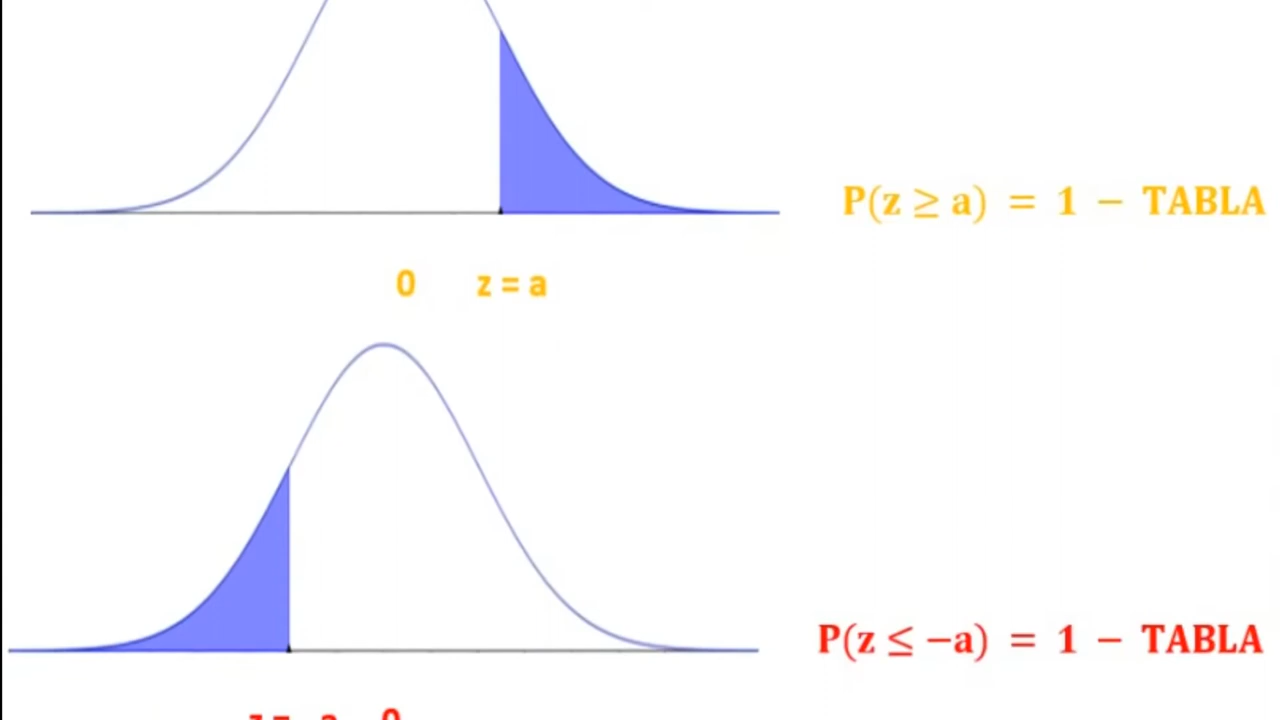 P(z ≥ a) = 1 − TABLA
0 z = a
P(z ≤ −a) = 1 − TABLA